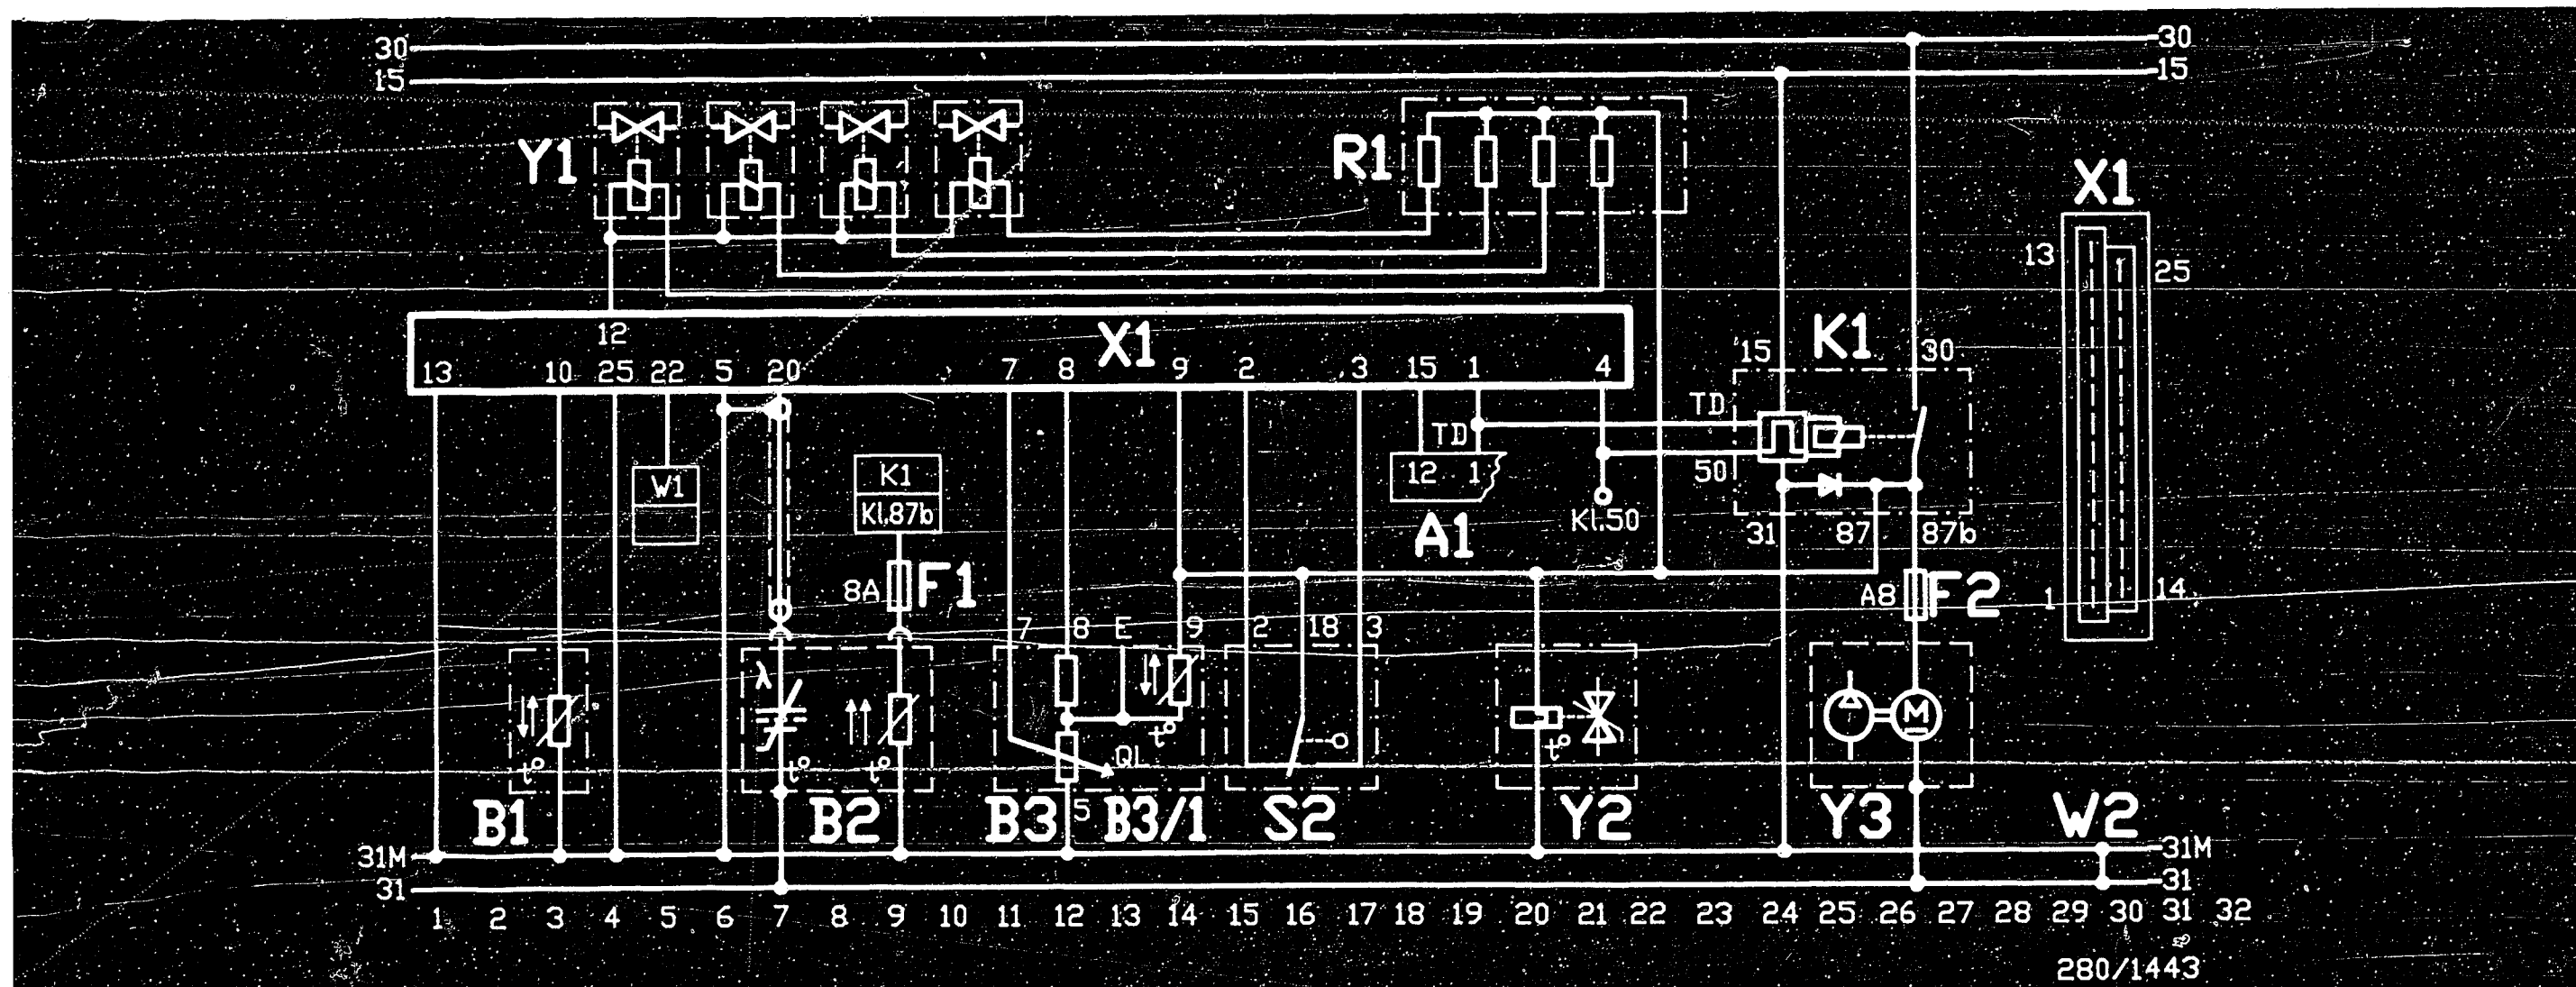 30 30
15 15
Y1 R1 X1
13 25
12 X1 15 K1 30
13 10 25 22 5 20 7 8 9 2 3 15 1 4
TD
TD
W1 K1 12 1 50
Kl.87b Kl.50
A1 31 87 87b
8A F1 A8 F2 1 14
7 8 E 9 2 18 3
λ
t° t° t° QL t° t°
B1 B2 B3 5 B3/1 S2 Y2 M Y3 W2
31M 31M
31 31
1 2 3 4 5 6 7 8 9 10 11 12 13 14 15 16 17 18 19 20 21 22 23 24 25 26 27 28 29 30 31 32
280/1443